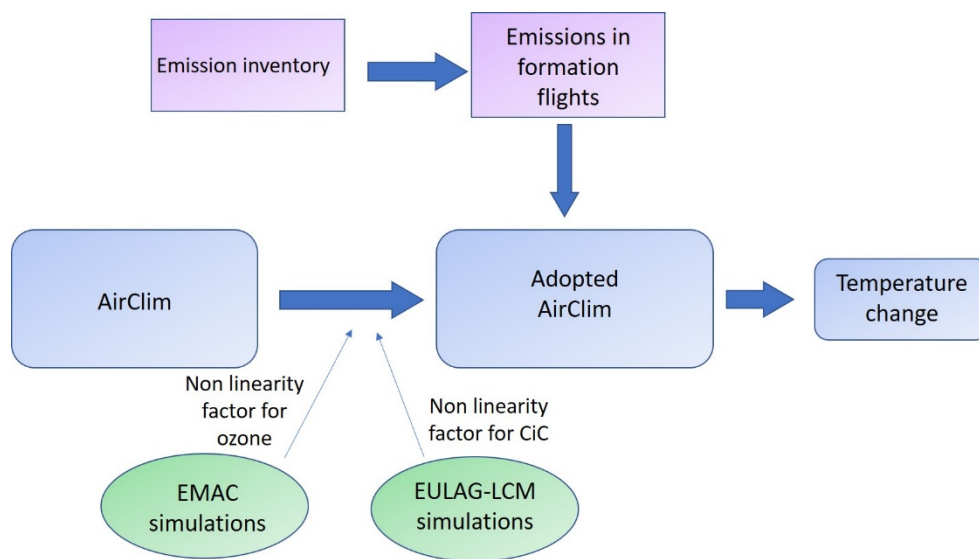 Emission inventory
Emissions in
formation
flights
AirClim
Adopted
AirClim
Temperature
change
Non linearity
factor for
ozone
Non linearity
factor for CiC
EMAC
simulations
EULAG-LCM
simulations